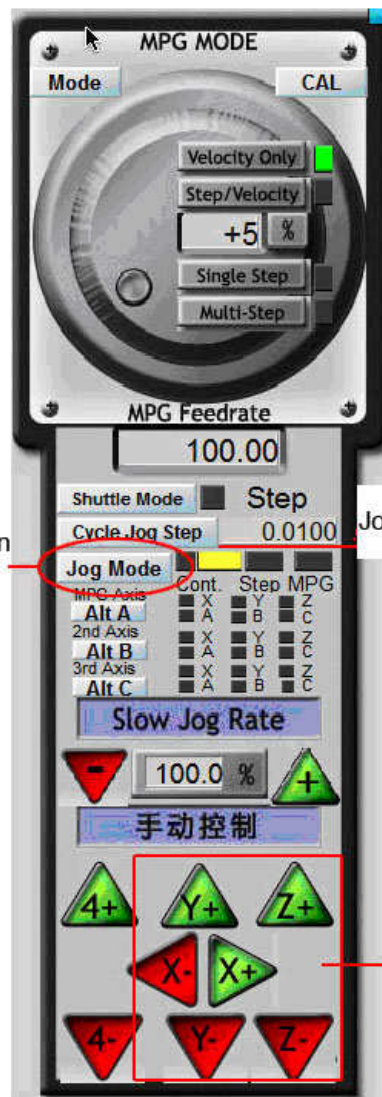 MPG MODE
Mode CAL
Velocity Only
Step/Velocity
+5 %
Single Step
Multi-Step
MPG Feedrate
100.00
Shuttle Mode Step
Cycle Jog Step 0.0100 Jo
n
Jog Mode
Cont. Step MPG
MPG Axis X Y Z
Alt A A B C
2nd Axis X Y Z
Alt B A B C
3rd Axis X Y Z
Alt C A B C
Slow Jog Rate
- 100.0 % +
手动控制
4+ Y+ Z+
X- X+
4- Y- Z-